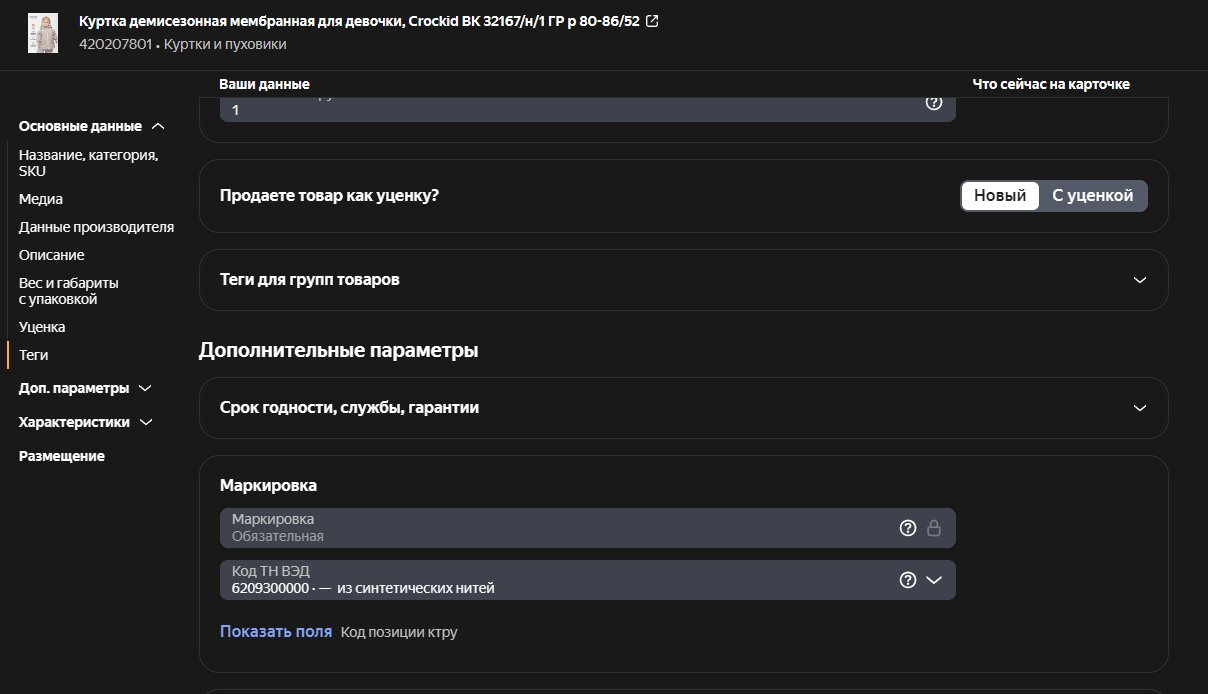 Куртка демисезонная мембранная для девочки, Crockid ВК 32167/н/1 ГР р 80-86/52
420207801 • Куртки и пуховики
Ваши данные
Что сейчас на карточке
1
Основные данные
Название, категория,
SKU
Медиа
Данные производителя
Описание
Вес и габариты
с упаковкой
Уценка
Теги
Доп. параметры
Характеристики
Размещение
Продаете товар как уценку?
Новый
С уценкой
Теги для групп товаров
Дополнительные параметры
Срок годности, службы, гарантии
Маркировка
Маркировка
Обязательная
Код ТН ВЭД
6209300000 · — из синтетических нитей
Показать поля Код позиции ктру